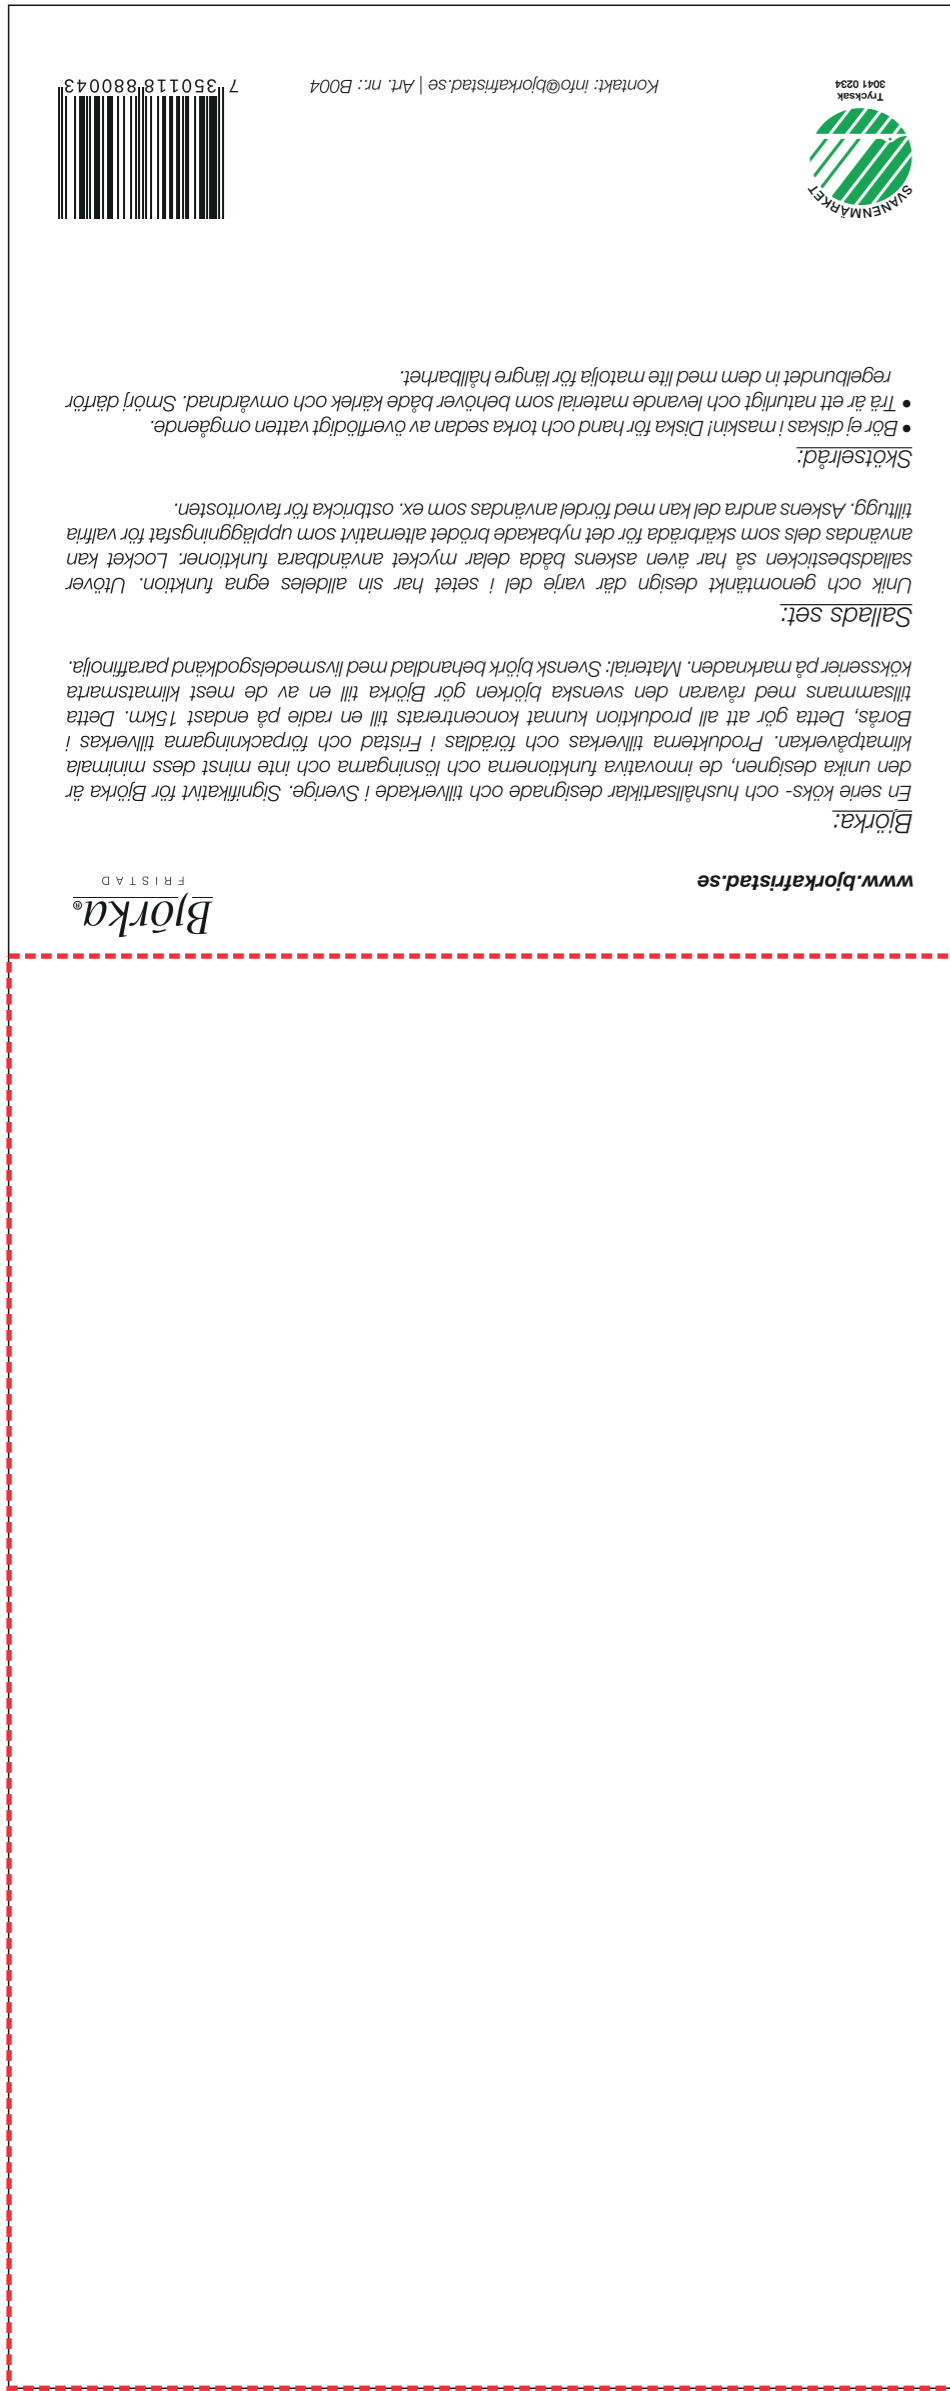 www.bjorkafristad.se
Björka®
FRISTAD
Björka:
En serie köks- och hushållsartiklar designade och tillverkade i Sverige. Signifikativt för Björka är
den unika designen, de innovativa funktionerna och lösningarna och inte minst dess minimala
klimatpåverkan. Produkterna tillverkas och förädlas i Fristad och förpackningarna tillverkas i
Borås, Detta gör att all produktion kunnat koncentrerats till en radie på endast 15km. Detta
tillsammans med råvaran den svenska björken gör Björka till en av de mest klimatsmarta
köksserier på marknaden. Material: Svensk björk behandlad med livsmedelsgodkänd paraffinolja.
Sallads set:
Unik och genomtänkt design där varje del i setet har sin alldeles egna funktion. Utöver
salladsbesticken så har även askens båda delar mycket användbara funktioner. Locket kan
användas dels som skärbräda för det nybakade brödet alternativt som uppläggningsfat för valfria
tilltugg. Askens andra del kan med fördel användas som ex. ostbricka för favoritosten.
Skötselråd:
• Bör ej diskas i maskin! Diska för hand och torka sedan av överflödigt vatten omgående.
• Trä är ett naturligt och levande material som behöver både kärlek och omvårdnad. Smörj därför
regelbundet in dem med lite matolja för längre hållbarhet.
SVANENMÄRKET
Trycksak
3041 0234
Kontakt: info@bjorkafristad.se | Art. nr.: B004
7 350118 880043